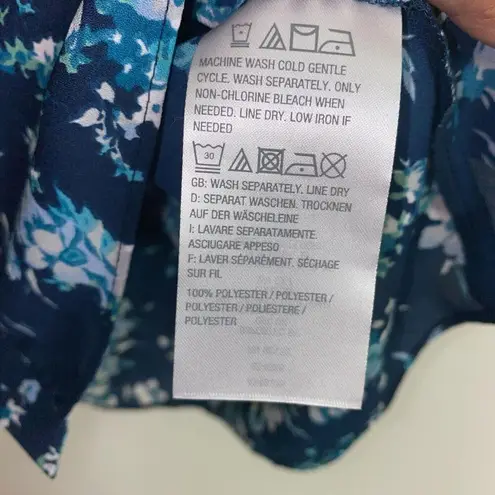 MACHINE WASH COLD GENTLE
CYCLE. WASH SEPARATELY. ONLY
NON-CHLORINE BLEACH WHEN
NEEDED. LINE DRY. LOW IRON IF
NEEDED
30
GB: WASH SEPARATELY. LINE DRY
D: SEPARAT WASCHEN. TROCKNEN
AUF DER WÄSCHELEINE
I: LAVARE SEPARATAMENTE.
ASCIUGARE APPESO
F: LAVER SÉPARÉMENT. SÉCHAGE
SUR FIL
100% POLYESTER / POLYESTER /
POLYESTER / POLIESTERE /
POLYESTER